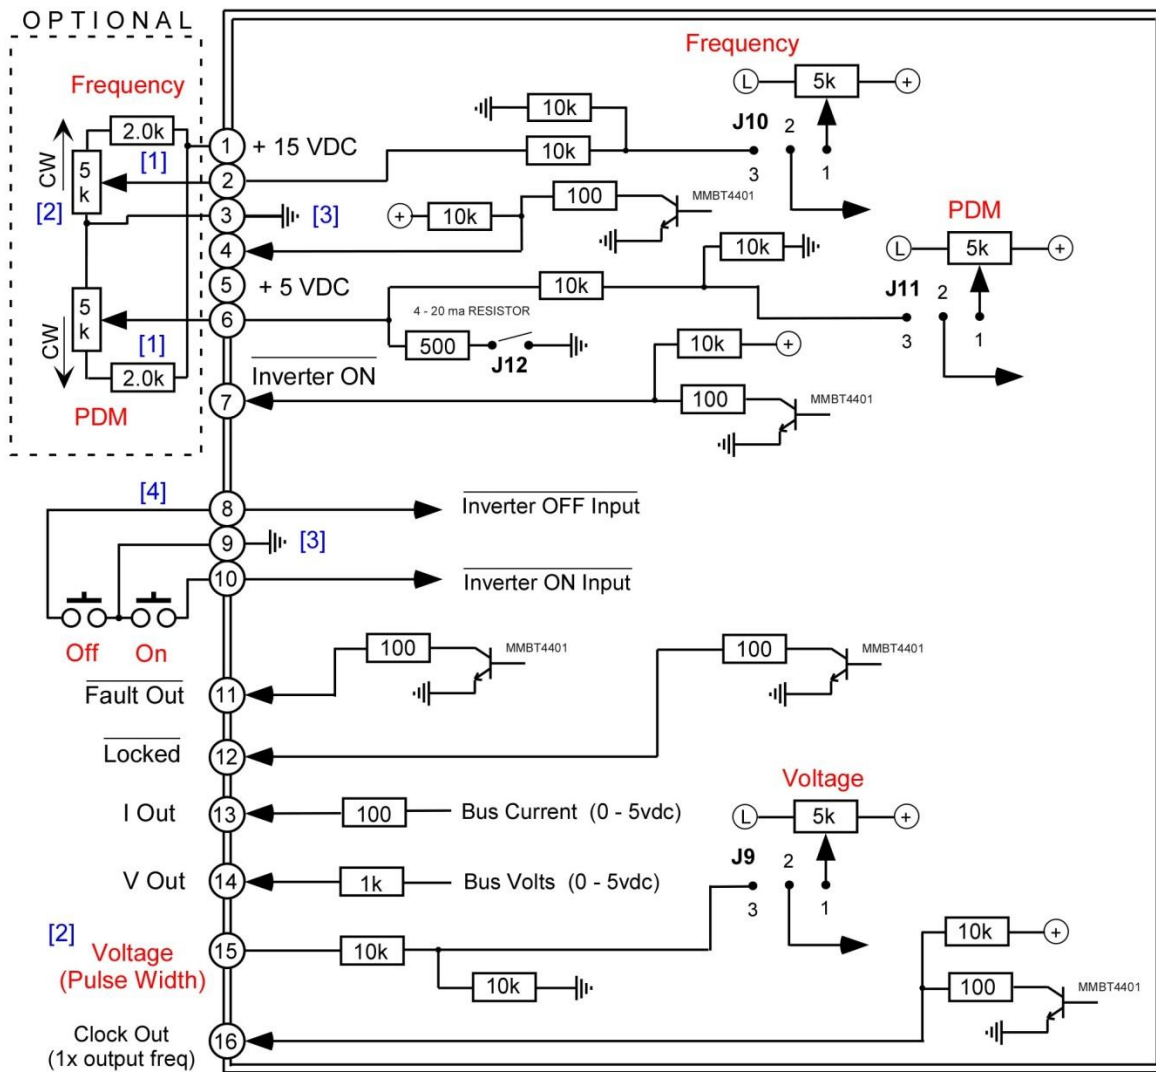 OPTIONAL
Frequency
2.0k
[1]
CW
5
k
[2]
5
k
CW
[1]
2.0k
PDM
1
+ 15 VDC
2
3
[3]
4
5
+ 5 VDC
6
Inverter ON
7
Frequency
L
5k
+
J10
2
3
1
10k
10k
+
10k
100
MMBT4401
10k
PDM
L
5k
+
J11
2
3
1
10k
4 - 20 ma RESISTOR
500
J12
10k
+
100
MMBT4401
[4]
8
Inverter OFF Input
9
[3]
10
Inverter ON Input
Off
On
100
MMBT4401
100
MMBT4401
Fault Out
11
Locked
12
I Out
13
100
Bus Current (0 - 5vdc)
V Out
14
1k
Bus Volts (0 - 5vdc)
Voltage
L
5k
+
J9
2
3
1
[2]
Voltage
(Pulse Width)
15
10k
10k
10k
+
100
MMBT4401
Clock Out
(1x output freq)
16